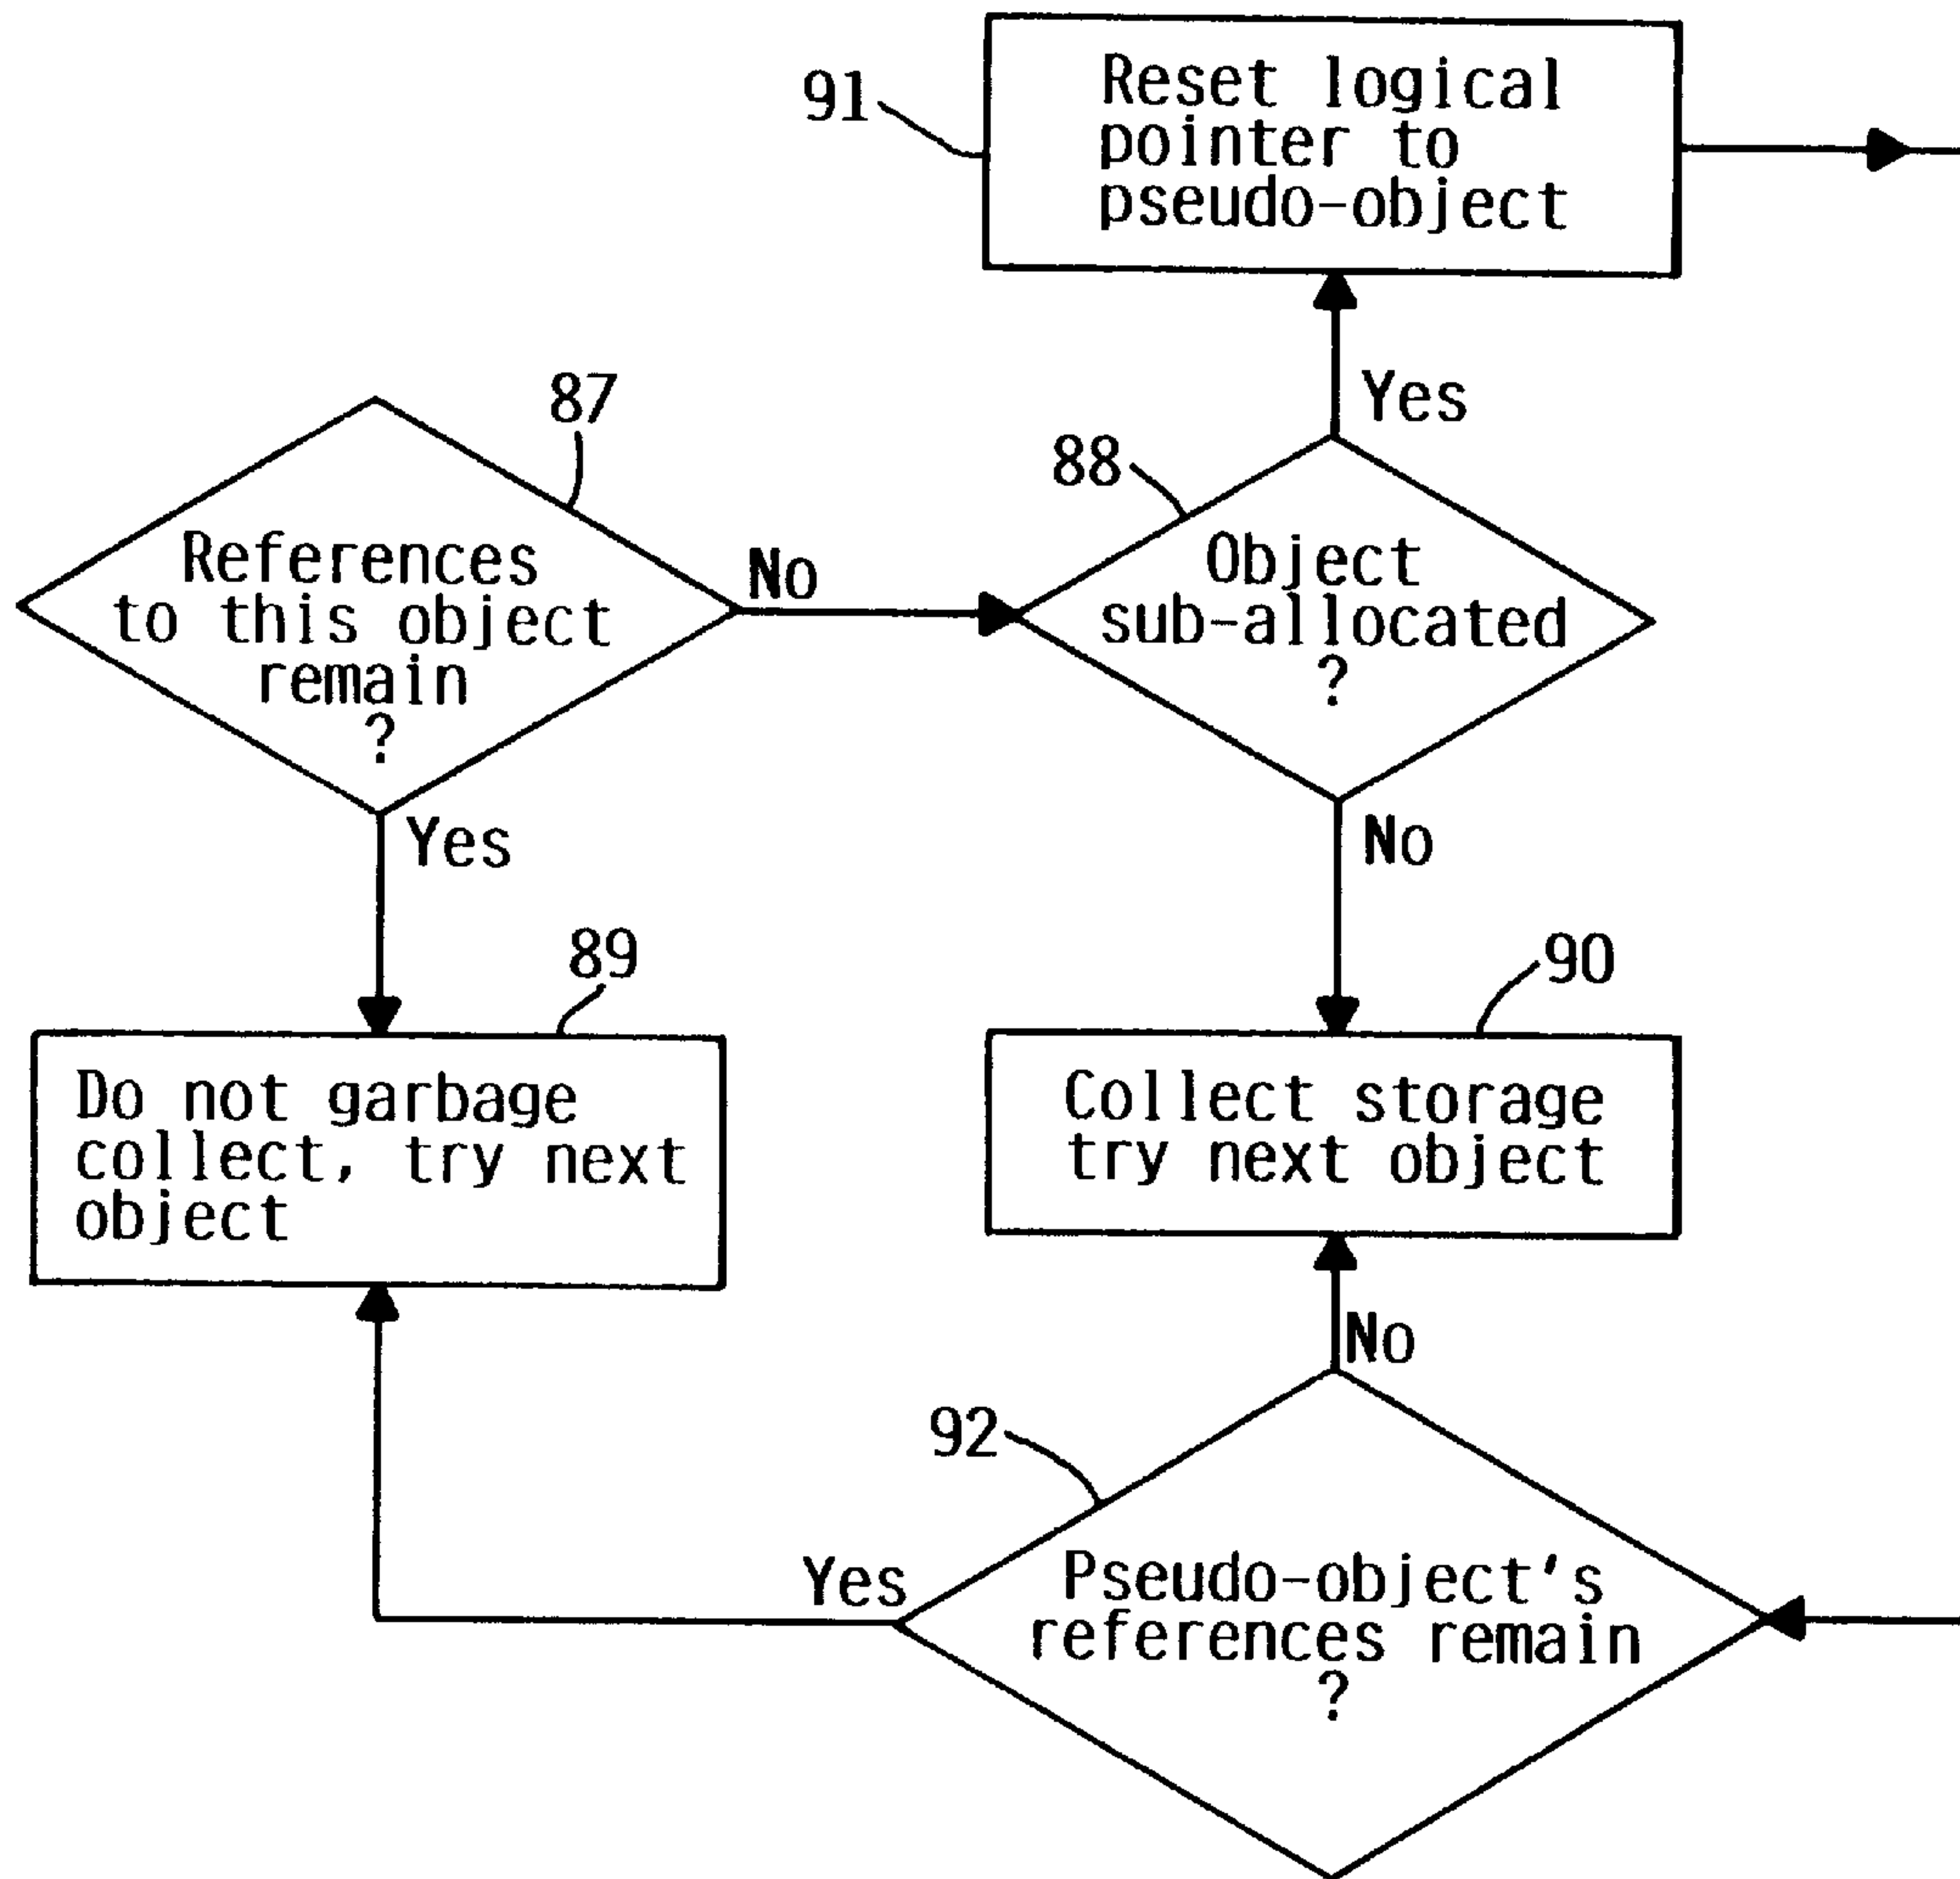 91
Reset logical
pointer to
pseudo-object
Yes
87
88
References
to this object
remain
?
No
Object
sub-allocated
?
Yes
No
89
90
Do not garbage
collect, try next
object
Collect storage
try next object
No
92
Yes
Pseudo-object's
references remain
?